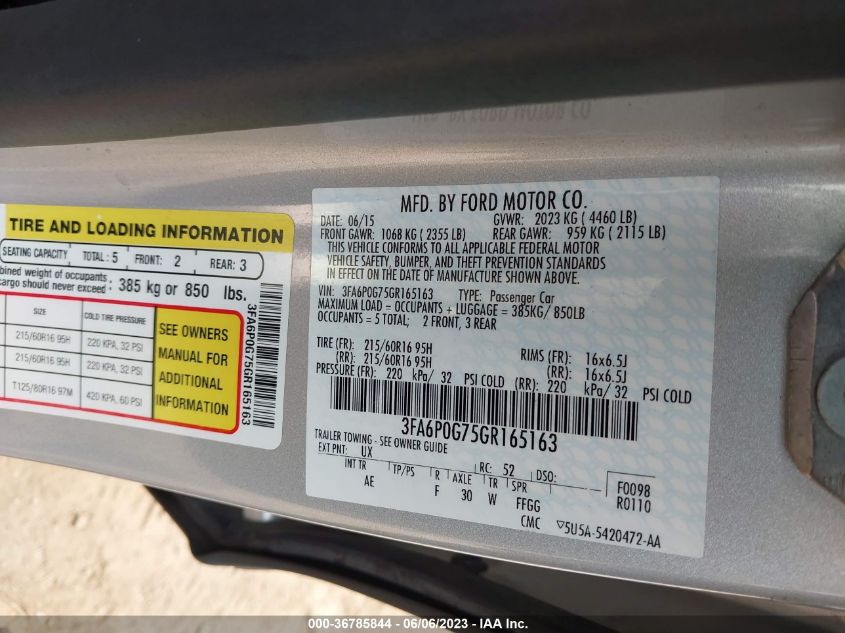 TIRE AND LOADING INFORMATION
SEATING CAPACITY TOTAL : 5 FRONT: 2 REAR: 3
of occupants
cargo should never exceed : 385 kg or 850 lbs.
SIZE COLD TIRE PRESSURE
215/60R16 95H 220 KPA, 32 PSI
215/60R16 95H 220 KPA, 32 PSI
T125/80R16 97M 420 KPA, 60 PSI
SEE OWNERS
MANUAL FOR
ADDITIONAL
INFORMATION
3FA6P0G75GR165163
MFD. BY FORD MOTOR CO.
DATE: 06/15 GVWR: 2023 KG ( 4460 LB)
FRONT GAWR: 1068 KG ( 2355 LB) REAR GAWR: 959 KG ( 2115 LB)
THIS VEHICLE CONFORMS TO ALL APPLICABLE FEDERAL MOTOR
VEHICLE SAFETY, BUMPER, AND THEFT PREVENTION STANDARDS
IN EFFECT ON THE DATE OF MANUFACTURE SHOWN ABOVE.
VIN: 3FA6P0G75GR165163 TYPE: Passenger Car
MAXIMUM LOAD = OCCUPANTS + LUGGAGE = 385KG/ 850LB
OCCUPANTS = 5 TOTAL; 2 FRONT, 3 REAR
TIRE (FR): 215/60R16 95H RIMS (FR): 16x6.5J
(RR): 215/60R16 95H (RR): 16x6.5J
PRESSURE (FR): 220 kPa/ 32 PSI COLD (RR): 220 kPa/ 32 PSI COLD
3FA6P0G75GR165163
TRAILER TOWING - SEE OWNER GUIDE
EXT PNT: UX RC: 52 DSO:
INT TR TP/PS R AXLE TR SPR
AE F 30 W FFGG
CMC
F0098
R0110
▽5U5A-5420472-AA
000-36785844 - 06/06/2023 - IAA Inc.